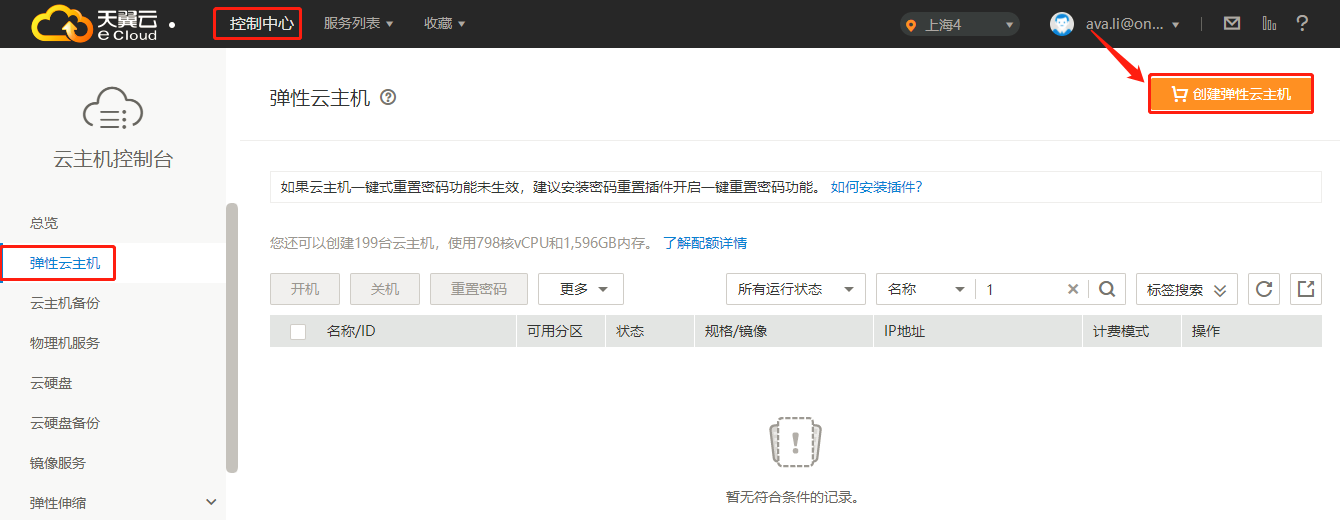 天翼云 控制中心 服务列表 收藏 上海4 ava.li@on... ?
e Cloud
云主机控制台
总览
弹性云主机
云主机备份
物理机服务
云硬盘
云硬盘备份
镜像服务
弹性伸缩
弹性云主机 ?
创建弹性云主机
如果云主机一键式重置密码功能未生效，建议安装密码重置插件开启一键重置密码功能。 如何安装插件?
您还可以创建199台云主机，使用798核vCPU和1,596GB内存。 了解配额详情
开机 关机 重置密码 更多 所有运行状态 名称 1 标签搜索
名称/ID 可用分区 状态 规格/镜像 IP地址 计费模式 操作
暂无符合条件的记录。